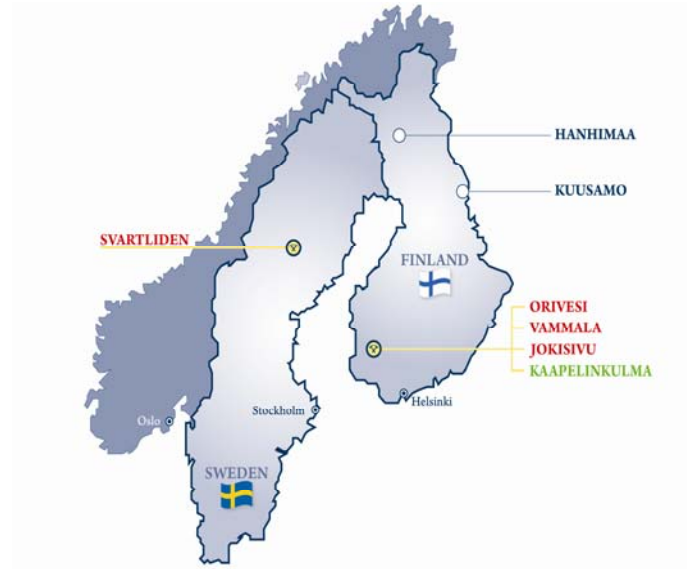 HANHIMAA
KUUSAMO
SVARTLIDEN
FINLAND
ORIVESI
VAMMALA
JOKISIVU
KAAPELINKULMA
Helsinki
Stockholm
Oslo
SWEDEN